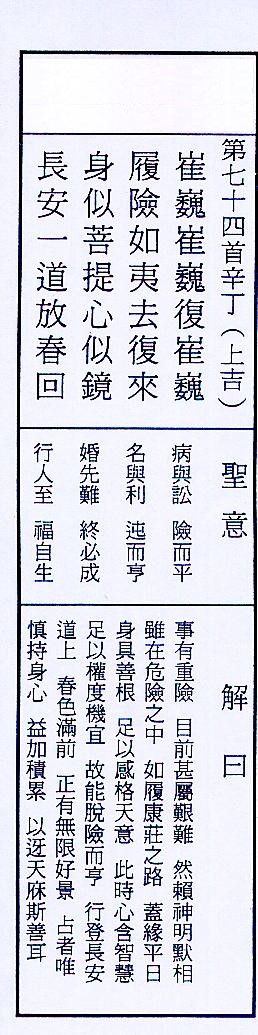 第七十四首辛丁（上吉）
崔巍崔巍復崔巍
履險如夷去復來
身似菩提心似鏡
長安一道放春回
聖意
病與訟　險而平
名與利　迍而亨
婚先難　終必成
行人至　福自生
解曰
事有重險　目前甚屬艱難　然賴神明默相
雖在危險之中　如履康莊之路　蓋緣平日
身具善根　足以感格天意　此時心含智慧
足以權度機宜　故能脫險而亨　行登長安
道上　春色滿前　正有無限好景　占者唯
慎持身心　益加積累　以迓天庥斯善耳